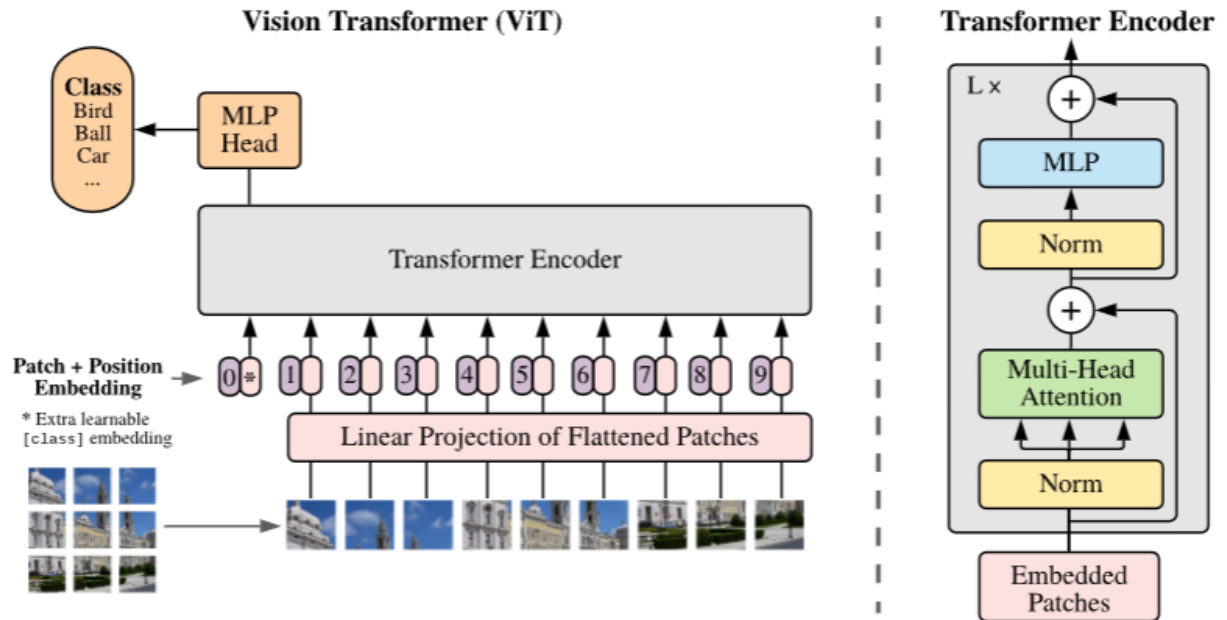 Vision Transformer (ViT)
Class
Bird
Ball
Car
...
MLP
Head
Transformer Encoder
Patch + Position
Embedding
0 * 1 2 3 4 5 6 7 8 9
* Extra learnable
[class] embedding
Linear Projection of Flattened Patches
Transformer Encoder
L ×
+
MLP
Norm
+
Multi-Head
Attention
Norm
Embedded
Patches